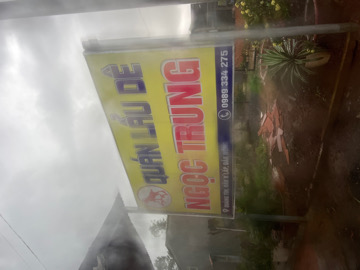 QUÁN LẨU DÊ
NGỌC TRUNG
0989 334 275